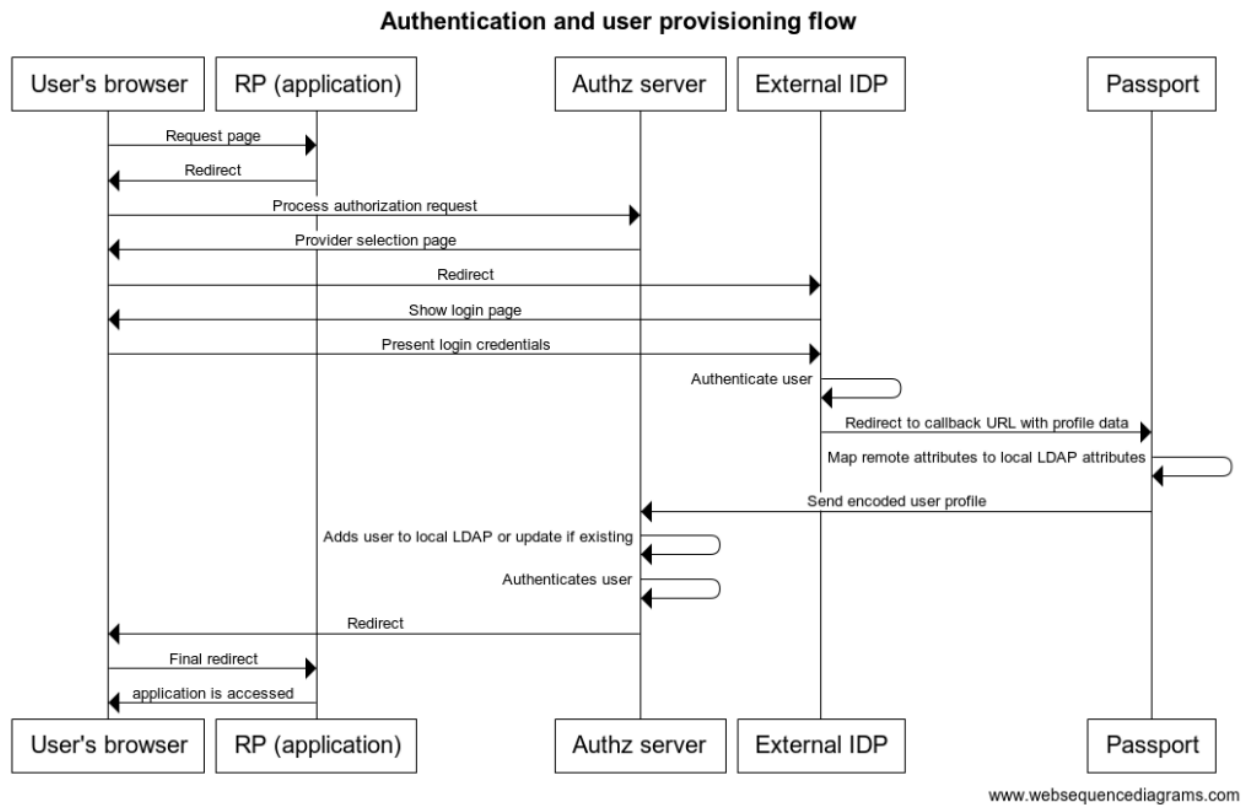 Authentication and user provisioning flow
User's browser
RP (application)
Authz server
External IDP
Passport
Request page
Redirect
Process authorization request
Provider selection page
Redirect
Show login page
Present login credentials
Authenticate user
Redirect to callback URL with profile data
Map remote attributes to local LDAP attributes
Send encoded user profile
Adds user to local LDAP or update if existing
Authenticates user
Redirect
Final redirect
application is accessed
User's browser
RP (application)
Authz server
External IDP
Passport
www.websequencediagrams.com